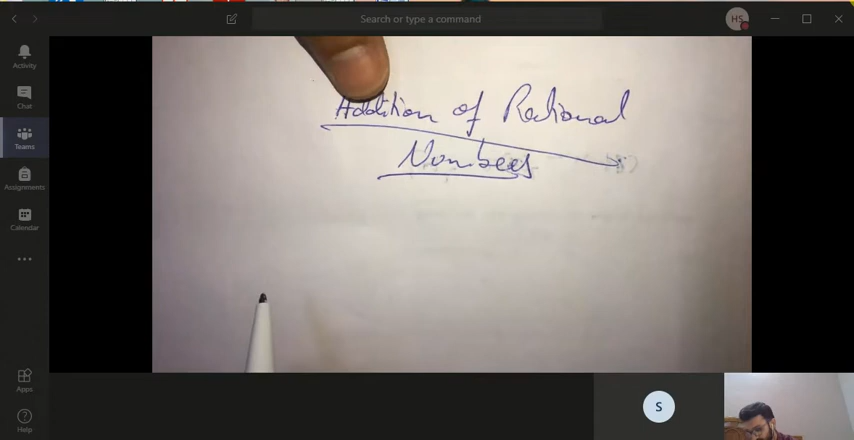 Search or type a command
HS
Activity
Chat
Teams
Assignments
Calendar
Apps
Help
Addition of Rational
Numbers
S